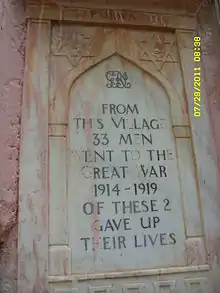 FROM
THIS VILLAGE
33 MEN
WENT TO THE
GREAT WAR
1914-1919
OF THESE 2
GAVE UP
THEIR LIVES
07/29/2011 08:38